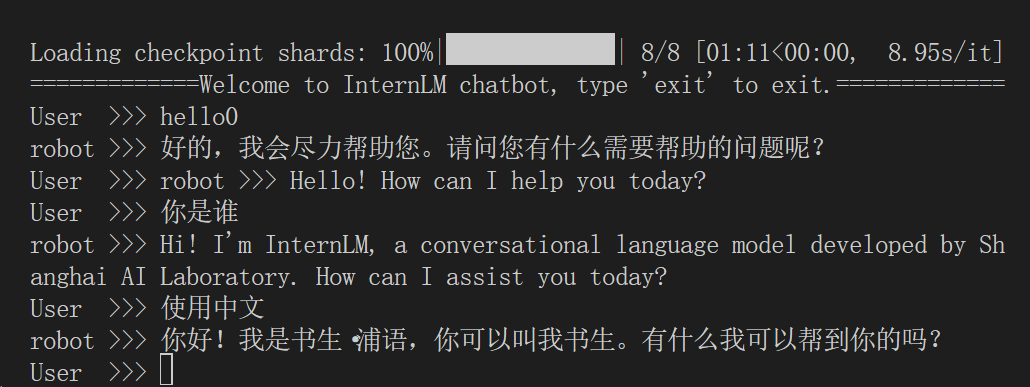 Loading checkpoint shards: 100%| | 8/8 [01:11<00:00,  8.95s/it]
=============Welcome to InternLM chatbot, type 'exit' to exit.=============
User  >>> hello0
robot >>> 好的，我会尽力帮助您。请问您有什么需要帮助的问题呢？
User  >>> robot >>> Hello! How can I help you today?
User  >>> 你是谁
robot >>> Hi! I'm InternLM, a conversational language model developed by Sh
anghai AI Laboratory. How can I assist you today?
User  >>> 使用中文
robot >>> 你好！我是书生·浦语，你可以叫我书生。有什么我可以帮到你的吗？
User  >>>